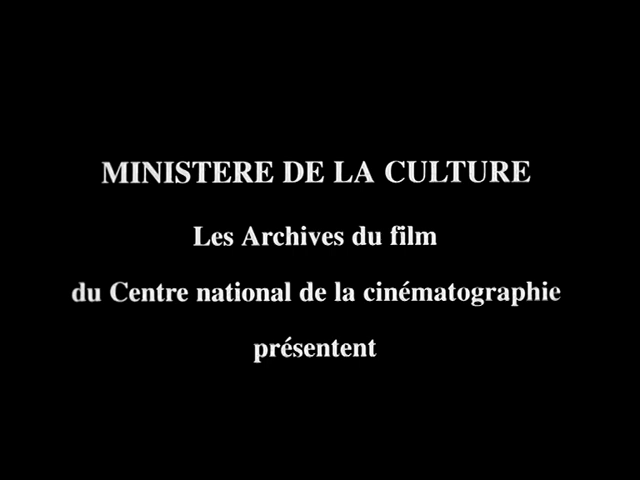 MINISTERE DE LA CULTURE
Les Archives du film
du Centre national de la cinématographie
présentent